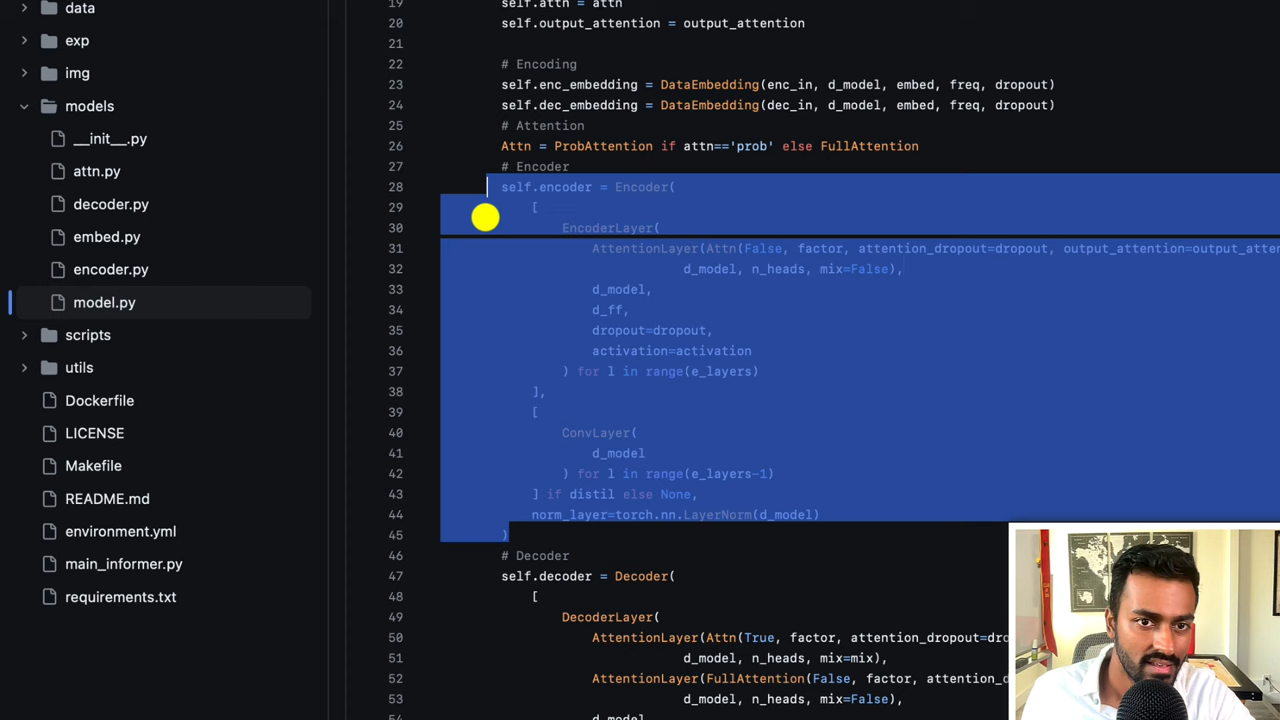 data
exp
img
models
__init__.py
attn.py
decoder.py
embed.py
encoder.py
model.py
scripts
utils
Dockerfile
LICENSE
Makefile
README.md
environment.yml
main_informer.py
requirements.txt
19 self.attn = attn
20 self.output_attention = output_attention
21
22 # Encoding
23 self.enc_embedding = DataEmbedding(enc_in, d_model, embed, freq, dropout)
24 self.dec_embedding = DataEmbedding(dec_in, d_model, embed, freq, dropout)
25 # Attention
26 Attn = ProbAttention if attn=='prob' else FullAttention
27 # Encoder
28 self.encoder = Encoder(
29 [
30 EncoderLayer(
31 AttentionLayer(Attn(False, factor, attention_dropout=dropout, output_attention=output_atten
32 d_model, n_heads, mix=False),
33 d_model,
34 d_ff,
35 dropout=dropout,
36 activation=activation
37 ) for l in range(e_layers)
38 ],
39 [
40 ConvLayer(
41 d_model
42 ) for l in range(e_layers-1)
43 ] if distil else None,
44 norm_layer=torch.nn.LayerNorm(d_model)
45 )
46 # Decoder
47 self.decoder = Decoder(
48 [
49 DecoderLayer(
50 AttentionLayer(Attn(True, factor, attention_dropout=dro
51 d_model, n_heads, mix=mix),
52 AttentionLayer(FullAttention(False, factor, attention_d
53 d_model, n_heads, mix=False),
54 d_model